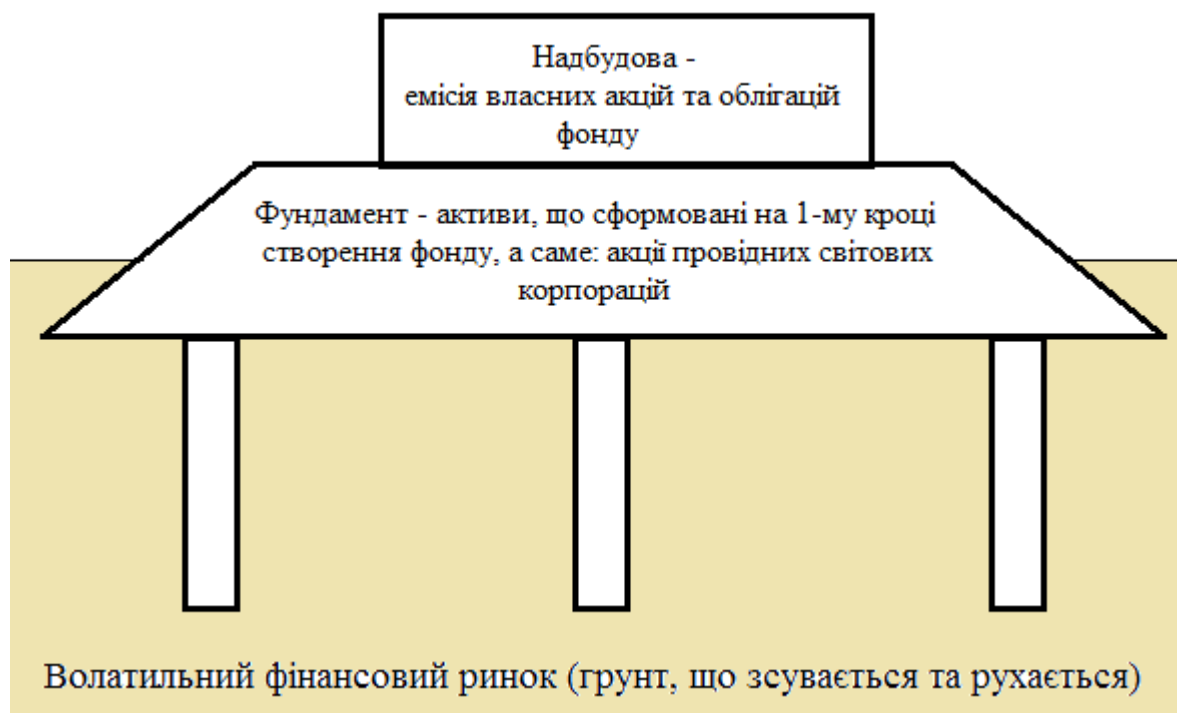 Надбудова -
емісія власних акцій та облігацій
фонду
Фундамент - активи, що сформовані на 1-му кроці
створення фонду, а саме: акції провідних світових
корпорацій
Волатильний фінансовий ринок (грунт, що зсувається та рухається)